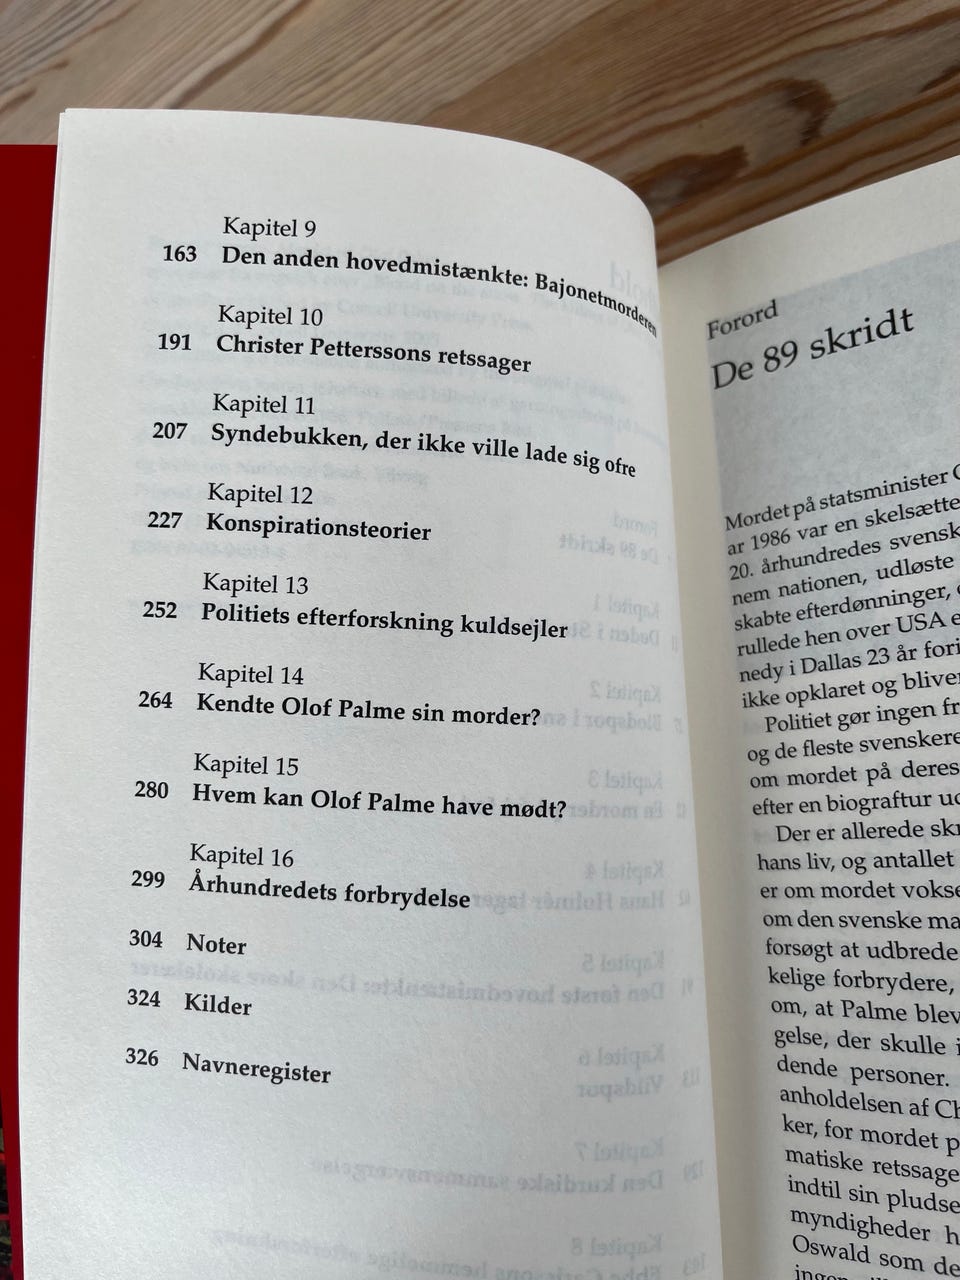 Kapitel 9
163 Den anden hovedmistænkte: Bajonetmorderen
Kapitel 10
191 Christer Petterssons retssager
Kapitel 11
207 Syndebukken, der ikke ville lade sig ofre
Kapitel 12
227 Konspirationsteorier
Kapitel 13
252 Politiets efterforskning kuldsejler
Kapitel 14
264 Kendte Olof Palme sin morder?
Kapitel 15
280 Hvem kan Olof Palme have mødt?
Kapitel 16
299 Århundredets forbrydelse
304 Noter
324 Kilder
326 Navneregister
Forord
De 89 skridt
Mordet på statsminister
ar 1986 var en skelsætte
20. århundredes svensk
nem nationen, udløste
skabte efterdønninger,
rullede hen over USA e
nedy i Dallas 23 år fori
ikke opklaret og bliver
Politiet gør ingen fr
og de fleste svenskere
om mordet på deres
efter en biograftur ud
Der er allerede skr
hans liv, og antallet
er om mordet vokse
om den svenske ma
forsøgt at udbrede
kelige forbrydere,
om, at Palme blev
gelse, der skulle i
dende personer.
anholdelsen af Ch
ker, for mordet p
matiske retssage
indtil sin pludse
myndigheder h
Oswald som de